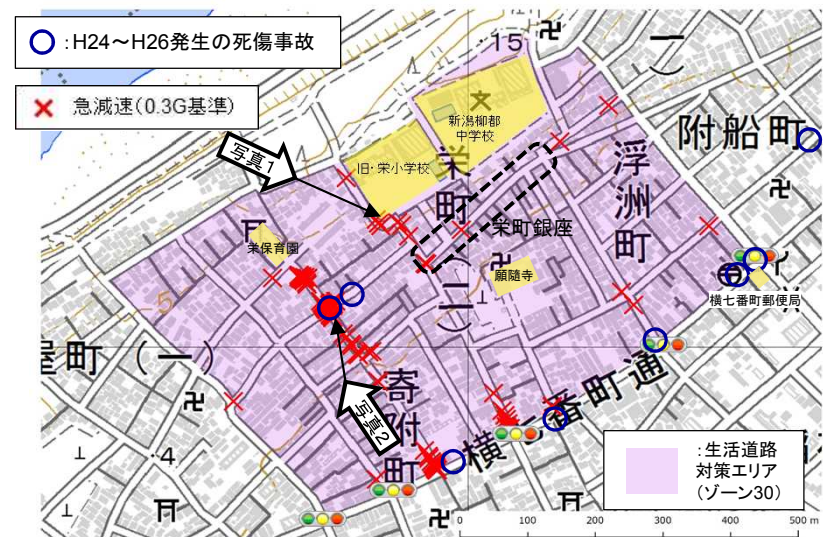 :H24～H26発生の死傷事故
急減速(0.3G基準)
15
新潟柳都
中学校
附船町
写真1
旧・栄小学校
栄町
浮洲町
栄町銀座
栄保育園
願随寺
(二)
横七番町郵便局
5
屋町(一)
寄附町
写真2
横七番町通
4
:生活道路
対策エリア
(ゾーン30)
0 100 200 300 400 500 m